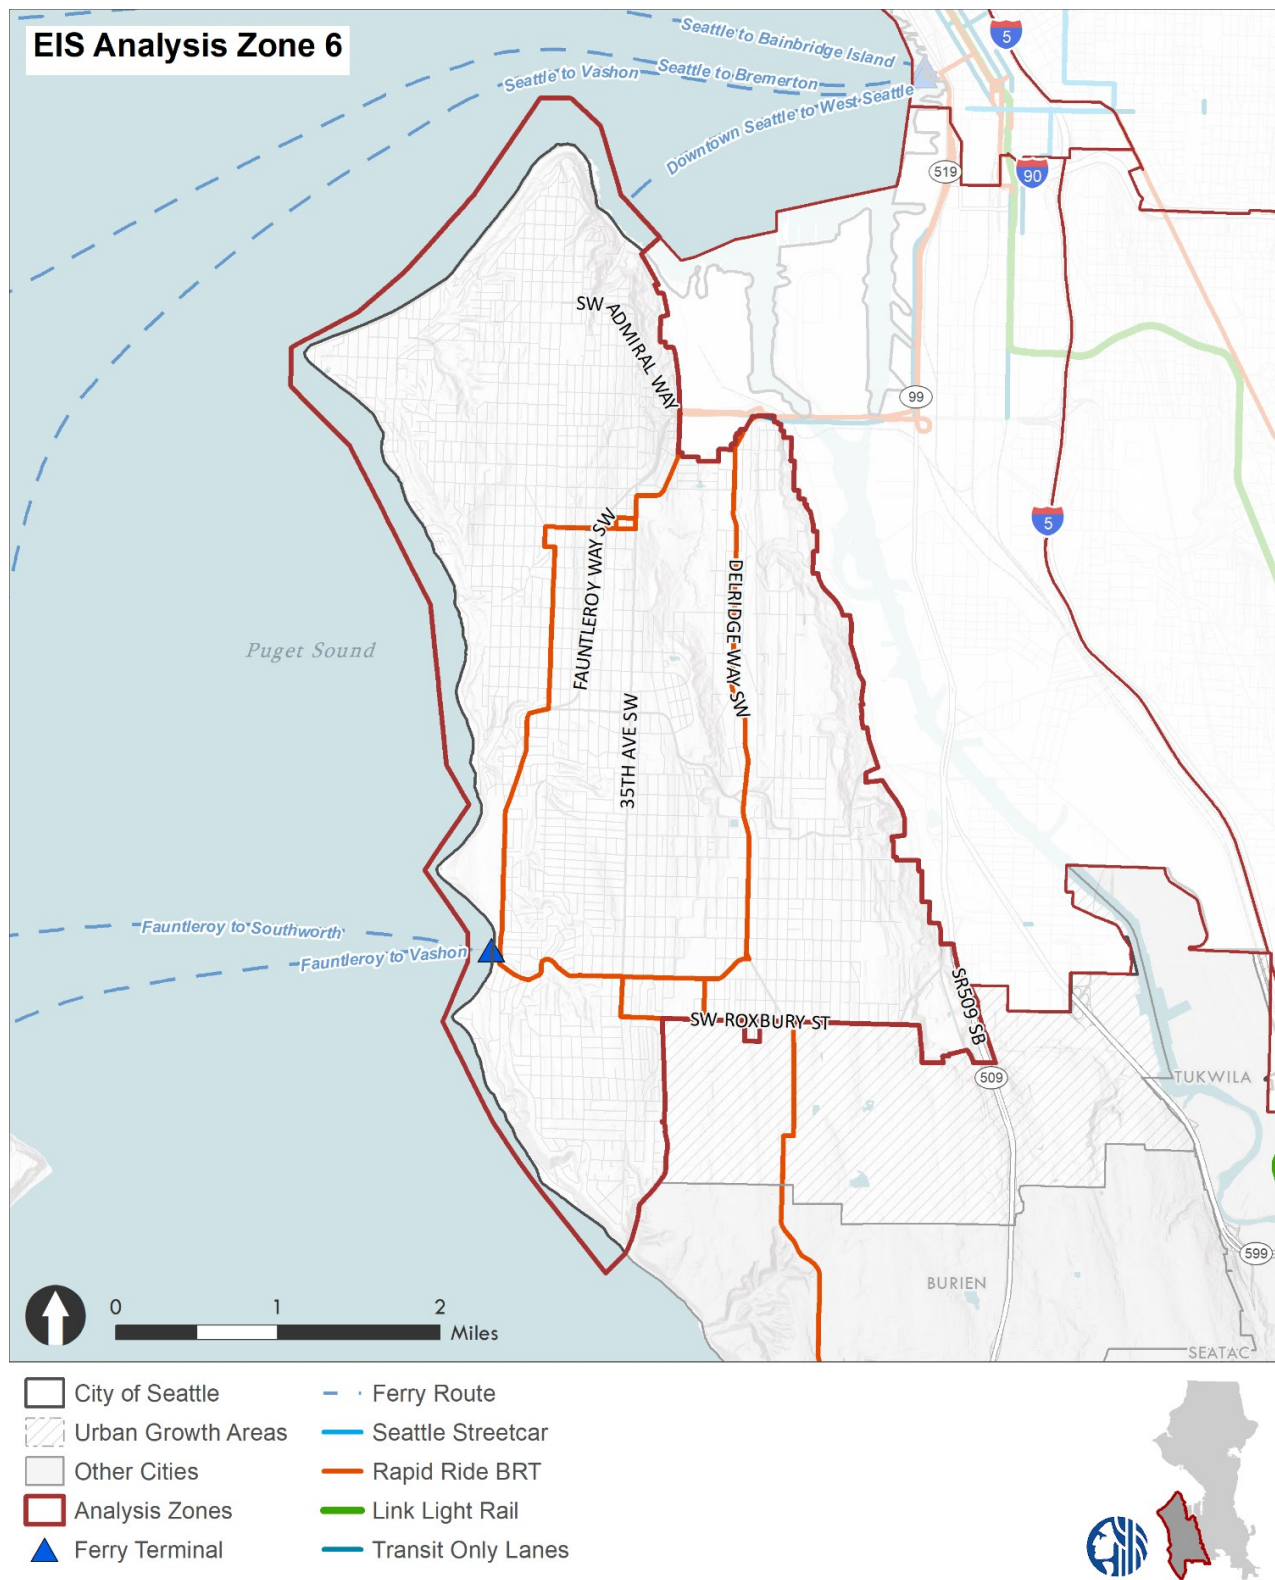 EIS Analysis Zone 6
Seattle to Bainbridge Island
Seattle to Bremerton
Seattle to Vashon
Downtown Seattle to West Seattle
5
519
90
SW ADMIRAL WAY
99
5
FAUNTLEROY WAY SW
DELRIDGE WAY SW
Puget Sound
35TH AVE SW
Fauntleroy to Southworth
Fauntleroy to Vashon
SR509 SB
SW ROXBURY ST
509
TUKWILA
599
BURIEN
SEATAC
0 1 2
Miles
City of Seattle
Urban Growth Areas
Other Cities
Analysis Zones
Ferry Terminal
Ferry Route
Seattle Streetcar
Rapid Ride BRT
Link Light Rail
Transit Only Lanes